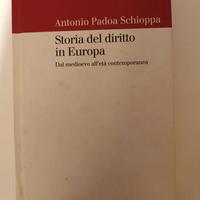 Antonio Padoa Schioppa
Storia del diritto
in Europa
Dal medioevo all'età contemporanea